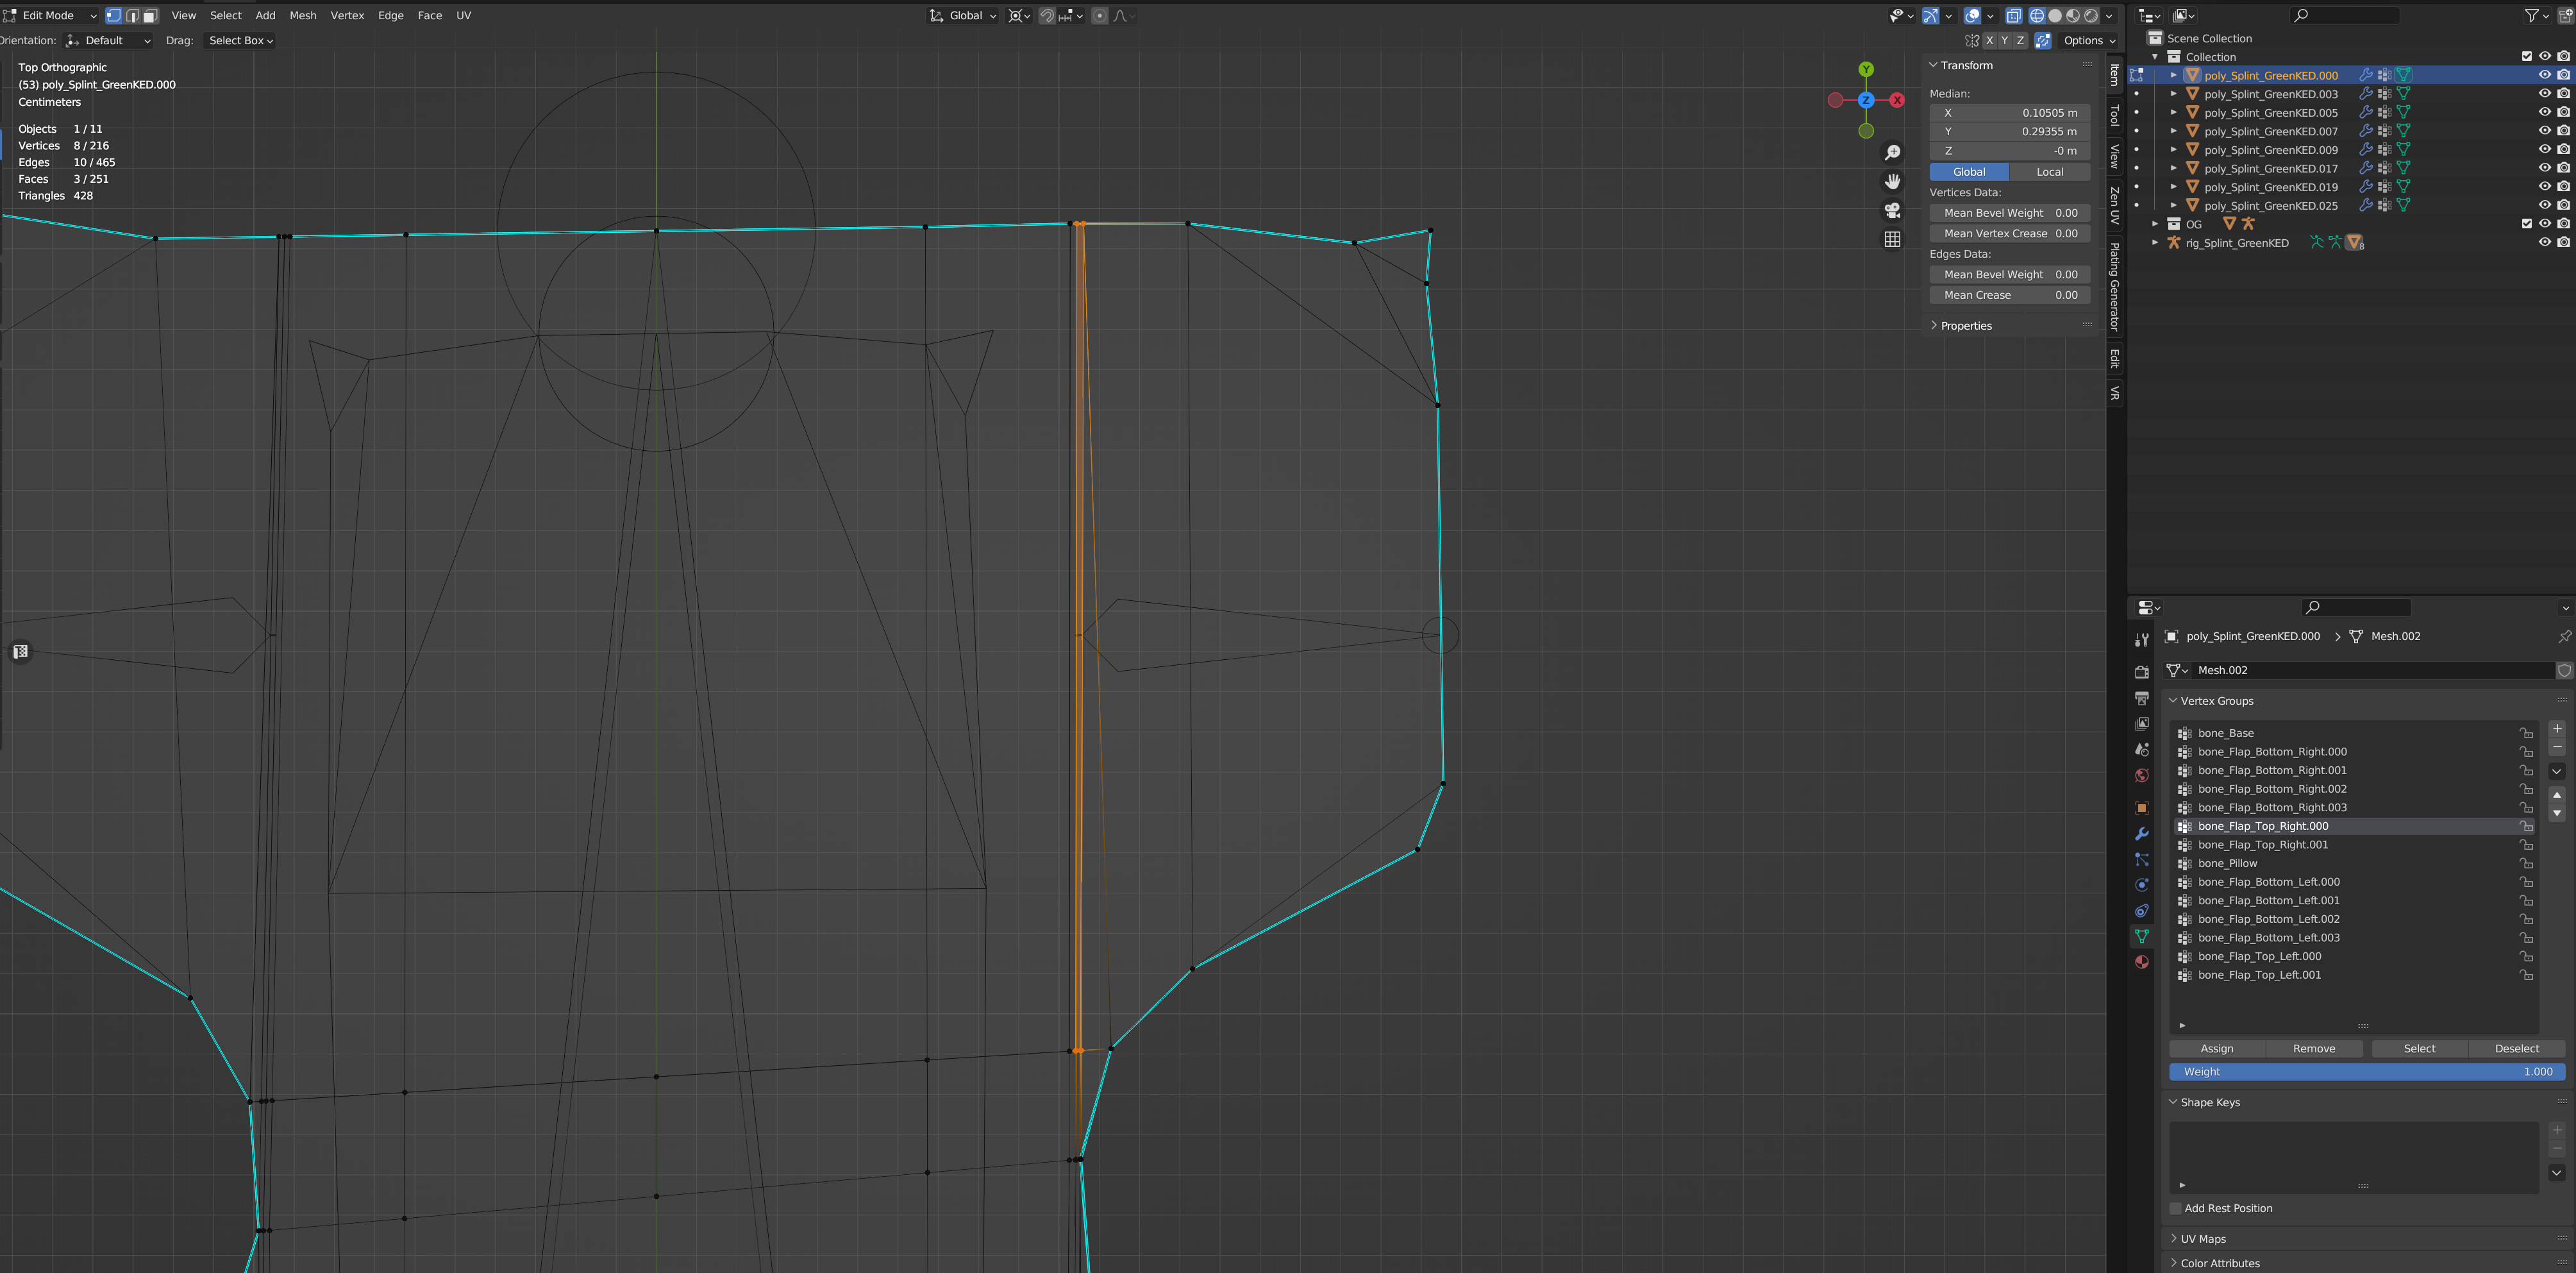 Edit Mode View Select Add Mesh Vertex Edge Face UV Global
Orientation: Default Drag: Select Box X Y Z Options
Top Orthographic
(53) poly_Splint_GreenKED.000
Centimeters
Objects 1 / 11
Vertices 8 / 216
Edges 10 / 465
Faces 3 / 251
Triangles 428
Y
Z X
Transform
Median:
X 0.10505 m
Y 0.29355 m
Z -0 m
Global Local
Vertices Data:
Mean Bevel Weight 0.00
Mean Vertex Crease 0.00
Edges Data:
Mean Bevel Weight 0.00
Mean Crease 0.00
Properties
Item
Tool
View
Zen UV
Plating Generator
Edit
VR
Scene Collection
Collection
poly_Splint_GreenKED.000
poly_Splint_GreenKED.003
poly_Splint_GreenKED.005
poly_Splint_GreenKED.007
poly_Splint_GreenKED.009
poly_Splint_GreenKED.017
poly_Splint_GreenKED.019
poly_Splint_GreenKED.025
OG
rig_Splint_GreenKED 8
poly_Splint_GreenKED.000 > Mesh.002
Mesh.002
Vertex Groups
bone_Base
bone_Flap_Bottom_Right.000
bone_Flap_Bottom_Right.001
bone_Flap_Bottom_Right.002
bone_Flap_Bottom_Right.003
bone_Flap_Top_Right.000
bone_Flap_Top_Right.001
bone_Pillow
bone_Flap_Bottom_Left.000
bone_Flap_Bottom_Left.001
bone_Flap_Bottom_Left.002
bone_Flap_Bottom_Left.003
bone_Flap_Top_Left.000
bone_Flap_Top_Left.001
Assign Remove Select Deselect
Weight 1.000
Shape Keys
Add Rest Position
UV Maps
Color Attributes